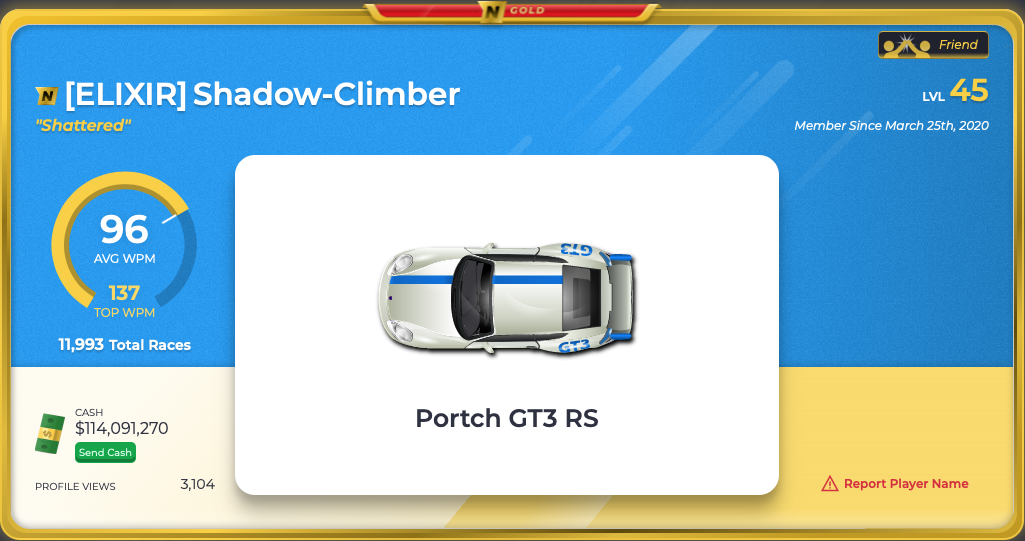 N GOLD
Friend
N [ELIXIR] Shadow-Climber
"Shattered"
LVL 45
Member Since March 25th, 2020
96
AVG WPM
137
TOP WPM
11,993 Total Races
GT3
GT3
Portch GT3 RS
CASH
$114,091,270
Send Cash
PROFILE VIEWS 3,104
Report Player Name